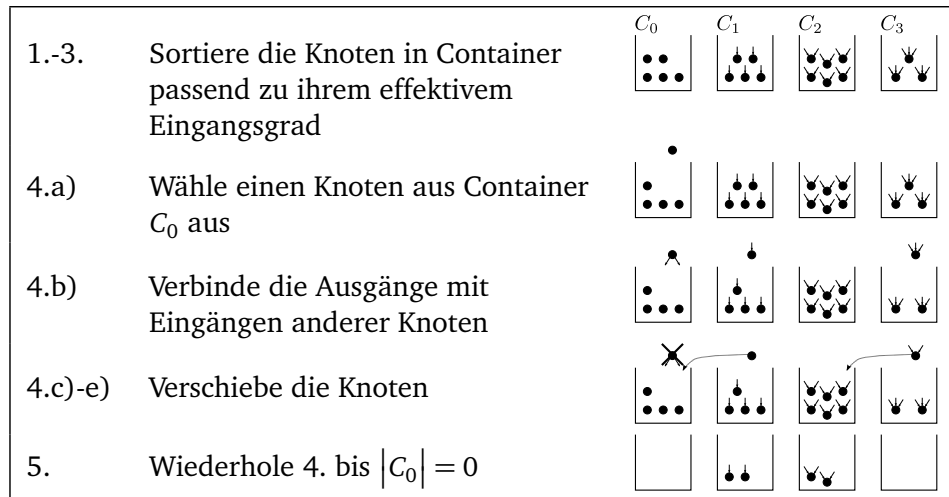 C₀ C₁ C₂ C₃
1.-3. Sortiere die Knoten in Container
passend zu ihrem effektivem
Eingangsgrad
4.a) Wähle einen Knoten aus Container
C₀ aus
4.b) Verbinde die Ausgänge mit
Eingängen anderer Knoten
4.c)-e) Verschiebe die Knoten
5. Wiederhole 4. bis |C₀| = 0